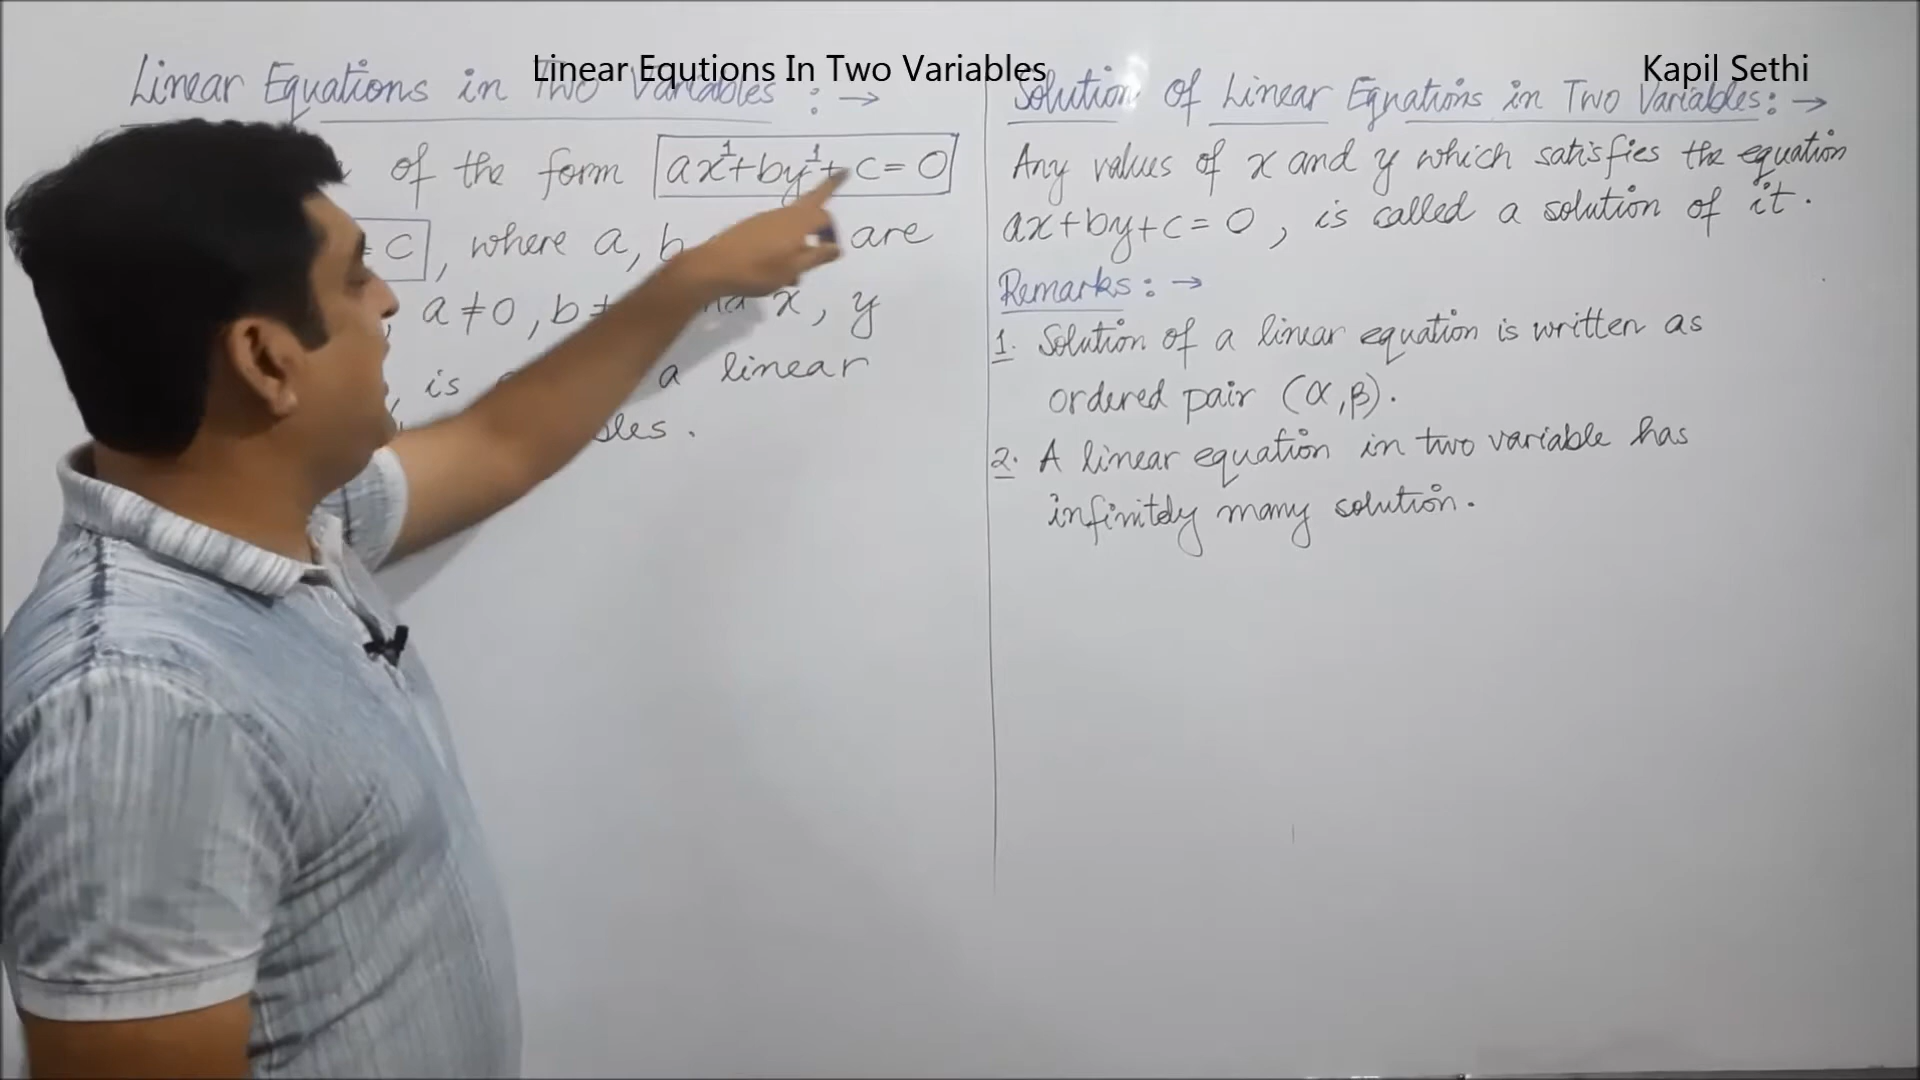 Linear Equtions In Two Variables
Kapil Sethi
Linear Equations in Two Variables : →
of the form ax¹+by¹+c=0
= c , where a, b are
a≠0, b≠ x, y
is a linear
.
Solution of Linear Equations in Two Variables: →
Any values of x and y which satisfies the equation
ax+by+c=0, is called a solution of it.
Remarks: →
1. Solution of a linear equation is written as
ordered pair (α,β).
2. A linear equation in two variable has
infinitely many solution.